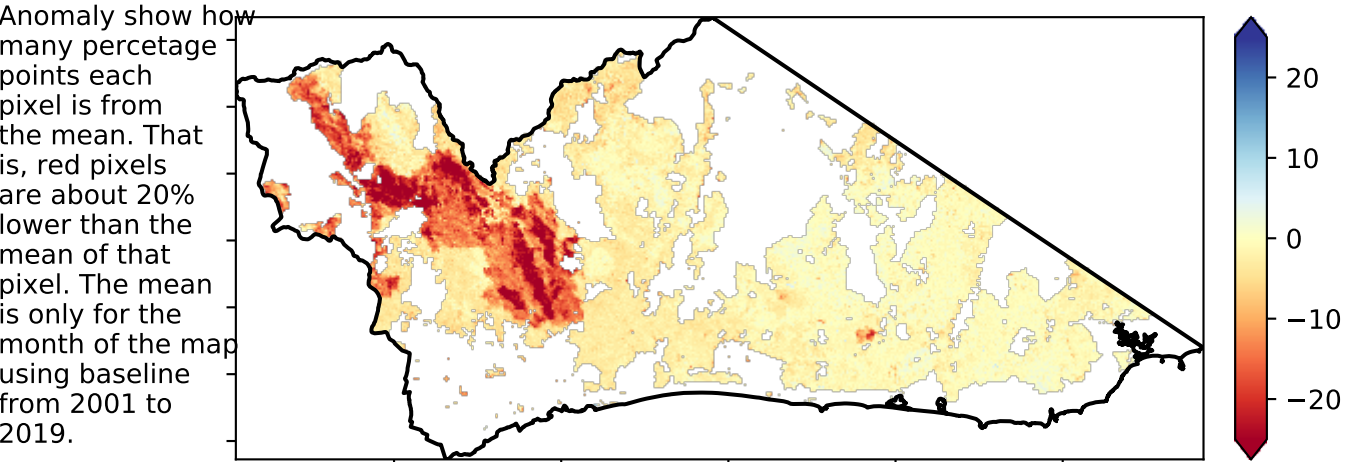 Anomaly show how
many percetage
points each
pixel is from
the mean. That
is, red pixels
are about 20%
lower than the
mean of that
pixel. The mean
is only for the
month of the map
using baseline
from 2001 to
2019.
20
10
0
−10
−20